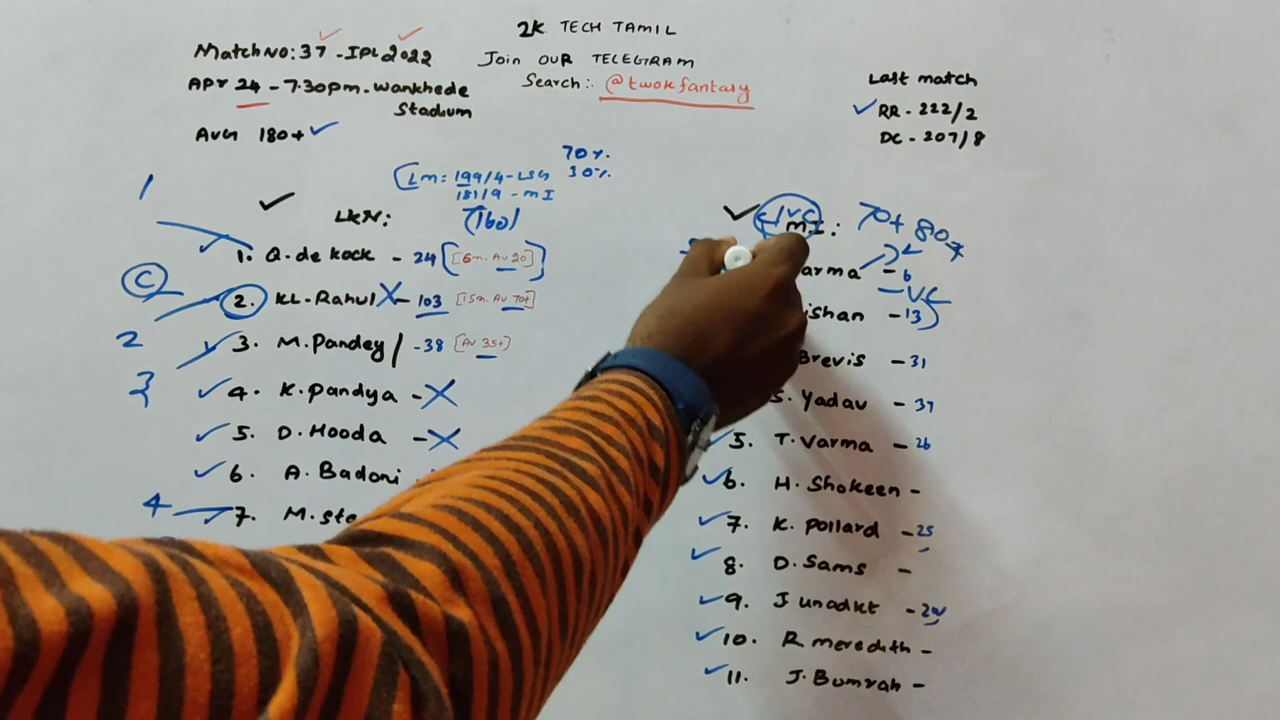 2K TECH TAMIL
Match No: 37 - IPL 2022
Join OUR TELEGRAM
APr 24 - 7.30pm - Wankhede
Stadium
Search:- @twokfantasy
Last match
RR - 222/2
DC - 207/8
AVG 180+
70%.
30%.
Lm: 199/4 - LSG
181/9 - MI
1
LKN:
(160)
1. Q. de kock - 24 [6m. Av 20]
C
2. KL. Rahul X - 103 [15m. Av 70+]
2
3. M. Pandey / - 38 [Av 35+]
3
4. K. Pandya - X
5. D. Hooda - X
6. A. Badoni
4
7. M. sto
C/VC
MI:
70+ 80+
arma - 6
- VC
ishan - 13
Brevis - 31
S. Yadav - 37
5. T. Varma - 26
6. H. Shokeen -
7. K. Pollard - 25
8. D. Sams -
9. J unadkt -
10. R meredith -
11. J. Bumrah -